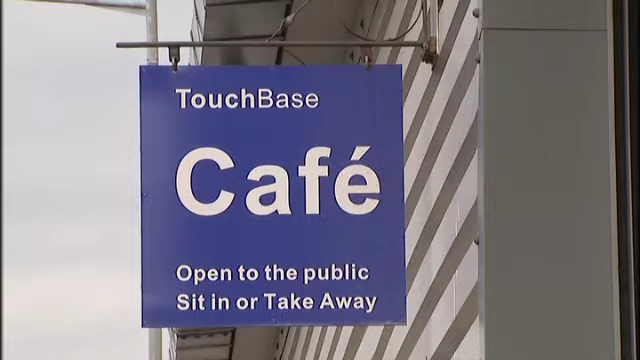 TouchBase
Café
Open to the public
Sit in or Take Away